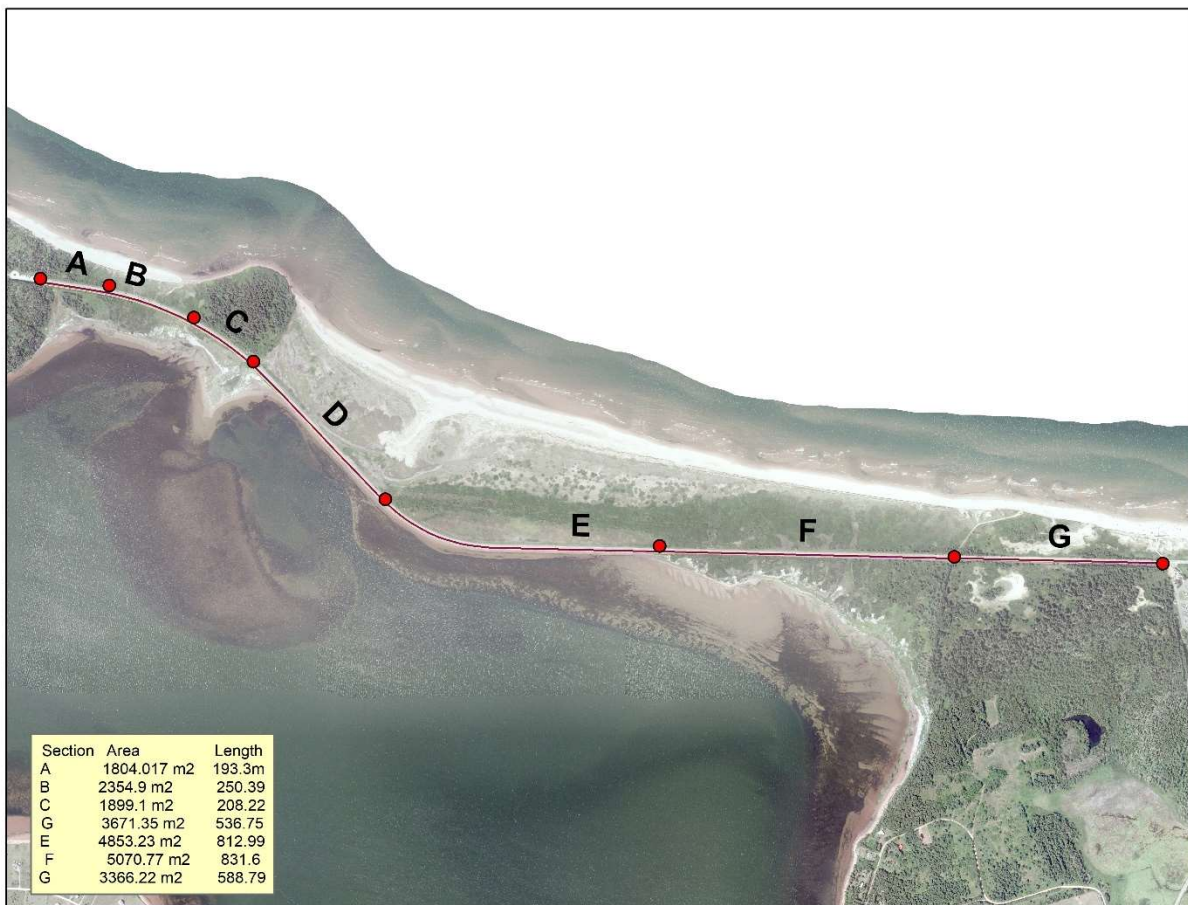 A
B
C
D
E
F
G
Section Area Length
A 1804.017 m2 193.3m
B 2354.9 m2 250.39
C 1899.1 m2 208.22
G 3671.35 m2 536.75
E 4853.23 m2 812.99
F 5070.77 m2 831.6
G 3366.22 m2 588.79